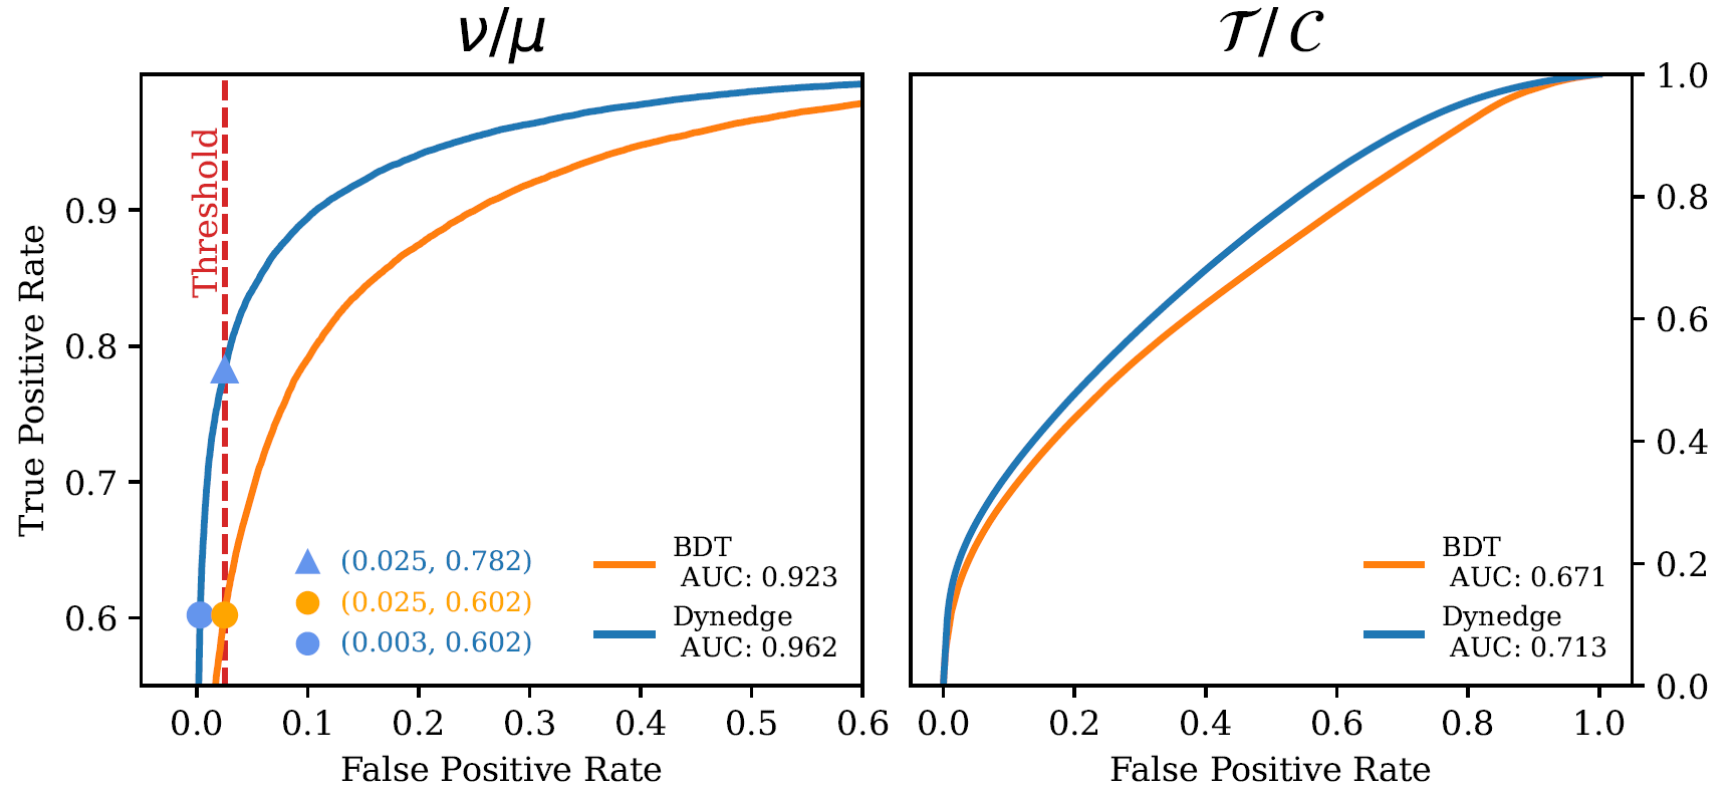 ν/μ
𝒯/ 𝒞
True Positive Rate
0.9
0.8
0.7
0.6
Threshold
(0.025, 0.782)
(0.025, 0.602)
(0.003, 0.602)
BDT
AUC: 0.923
Dynedge
AUC: 0.962
0.0 0.1 0.2 0.3 0.4 0.5 0.6
False Positive Rate
BDT
AUC: 0.671
Dynedge
AUC: 0.713
1.0
0.8
0.6
0.4
0.2
0.0
0.0 0.2 0.4 0.6 0.8 1.0
False Positive Rate